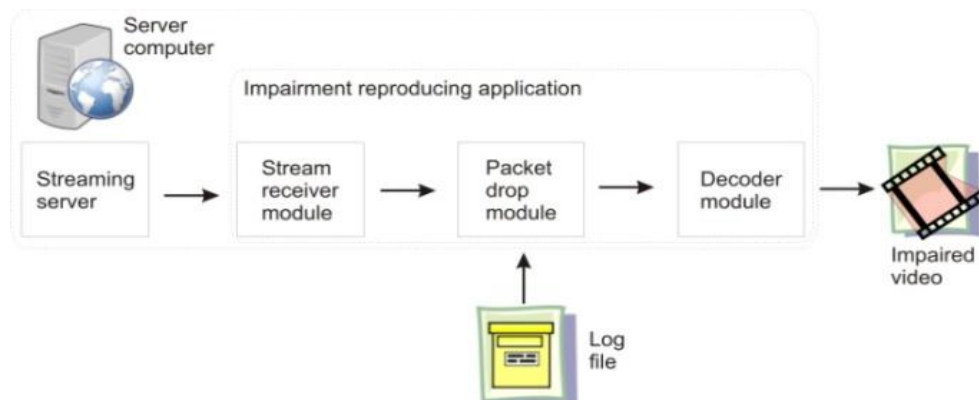 Server
computer
Impairment reproducing application
Streaming
server
Stream
receiver
module
Packet
drop
module
Decoder
module
Impaired
video
Log
file